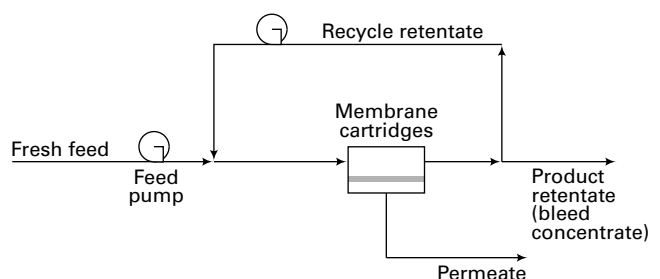 Recycle retentate
Membrane
cartridges
Fresh feed
Feed
pump
Product
retentate
(bleed
concentrate)
Permeate